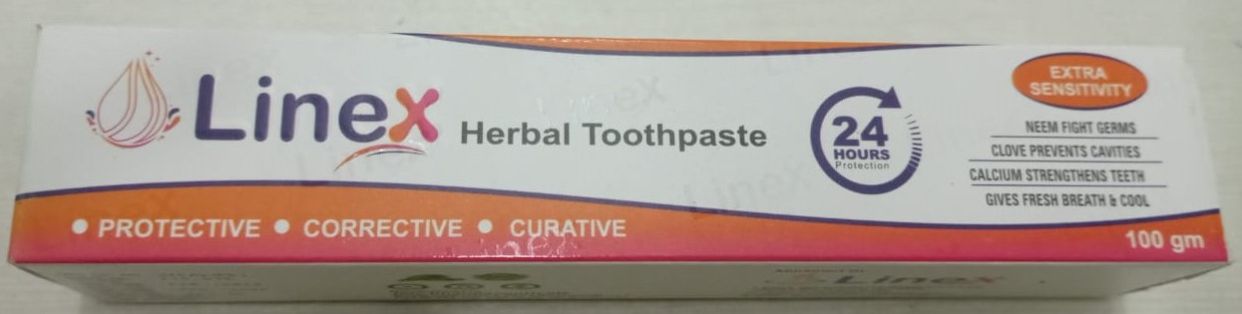 Linex
Herbal Toothpaste
24
HOURS
Protection
EXTRA
SENSITIVITY
NEEM FIGHT GERMS
CLOVE PREVENTS CAVITIES
CALCIUM STRENGTHENS TEETH
GIVES FRESH BREATH & COOL
• PROTECTIVE • CORRECTIVE • CURATIVE
100 gm
Linex